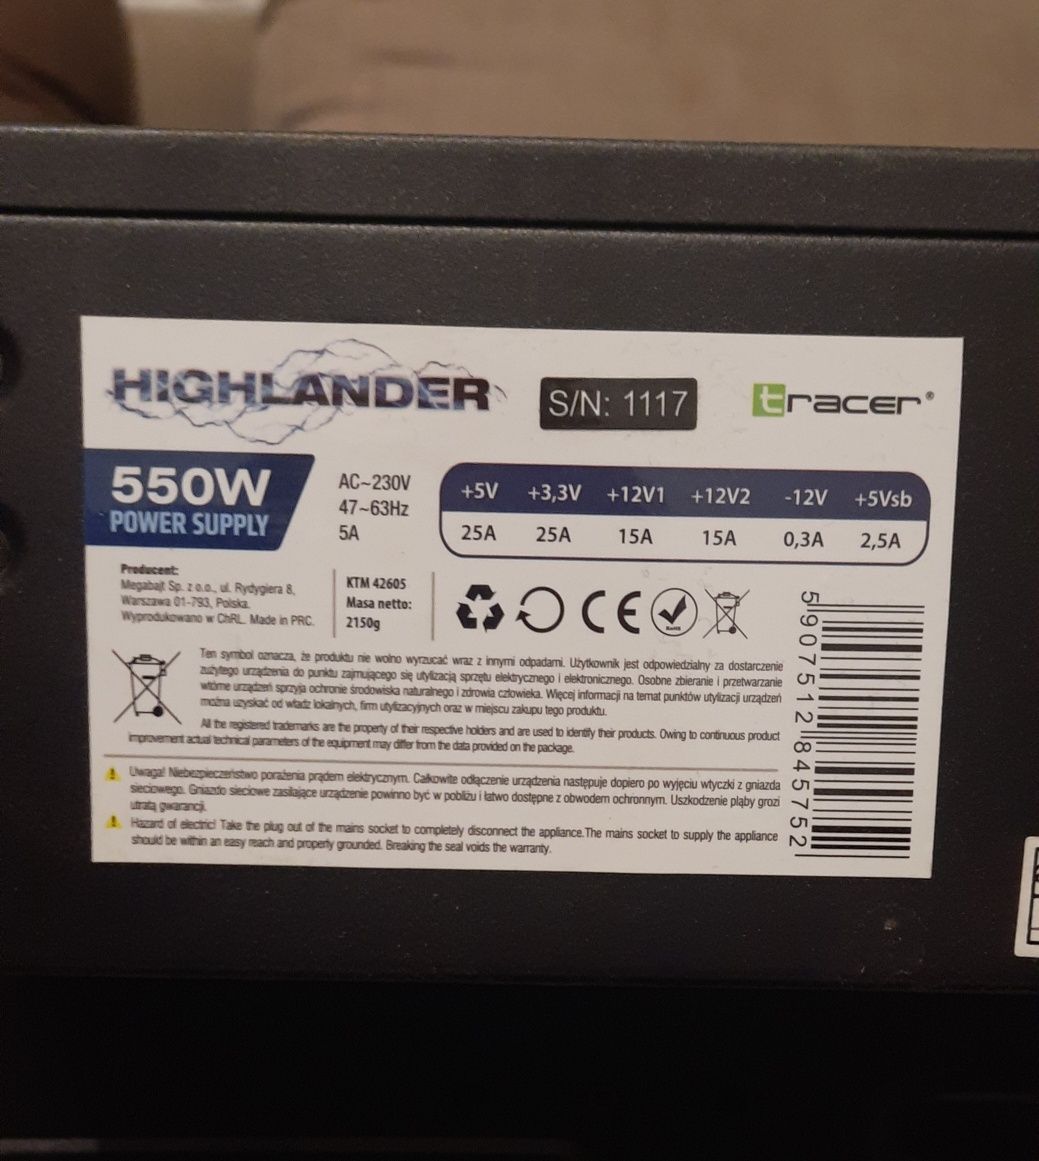 HIGHLANDER
S/N: 1117
tracer®
550W
POWER SUPPLY
AC~230V
47~63Hz
5A
+5V +3,3V +12V1 +12V2 -12V +5Vsb
25A 25A 15A 15A 0,3A 2,5A
Producent:
Megabajt Sp. z o.o., ul. Rydygiera 8,
Warszawa 01-793, Polska.
Wyprodukowano w ChRL. Made in PRC.
KTM 42605
Masa netto:
2150g
CE
RoHS
Ten symbol oznacza, że produktu nie wolno wyrzucać wraz z innymi odpadami. Użytkownik jest odpowiedzialny za dostarczenie
zużytego urządzenia do punktu zajmującego się utylizacją sprzętu elektrycznego i elektronicznego. Osobne zbieranie i przetwarzanie
wtórne urządzeń sprzyja ochronie środowiska naturalnego i zdrowia człowieka. Więcej informacji na temat punktów utylizacji urządzeń
można uzyskać od władz lokalnych, firm utylizacyjnych oraz w miejscu zakupu tego produktu.
All the registered trademarks are the property of their respective holders and are used to identify their products. Owing to continuous product
improvement actual technical parameters of the equipment may differ from the data provided on the package.
Uwaga! Niebezpieczeństwo porażenia prądem elektrycznym. Całkowite odłączenie urządzenia następuje dopiero po wyjęciu wtyczki z gniazda
sieciowego. Gniazdo sieciowe zasilające urządzenie powinno być w pobliżu i łatwo dostępne z obwodem ochronnym. Uszkodzenie pląby grozi
utratą gwarancji.
Hazard of electric! Take the plug out of the mains socket to completely disconnect the appliance.The mains socket to supply the appliance
should be within an easy reach and property grounded. Breaking the seal voids the warranty.
5 907512 845752